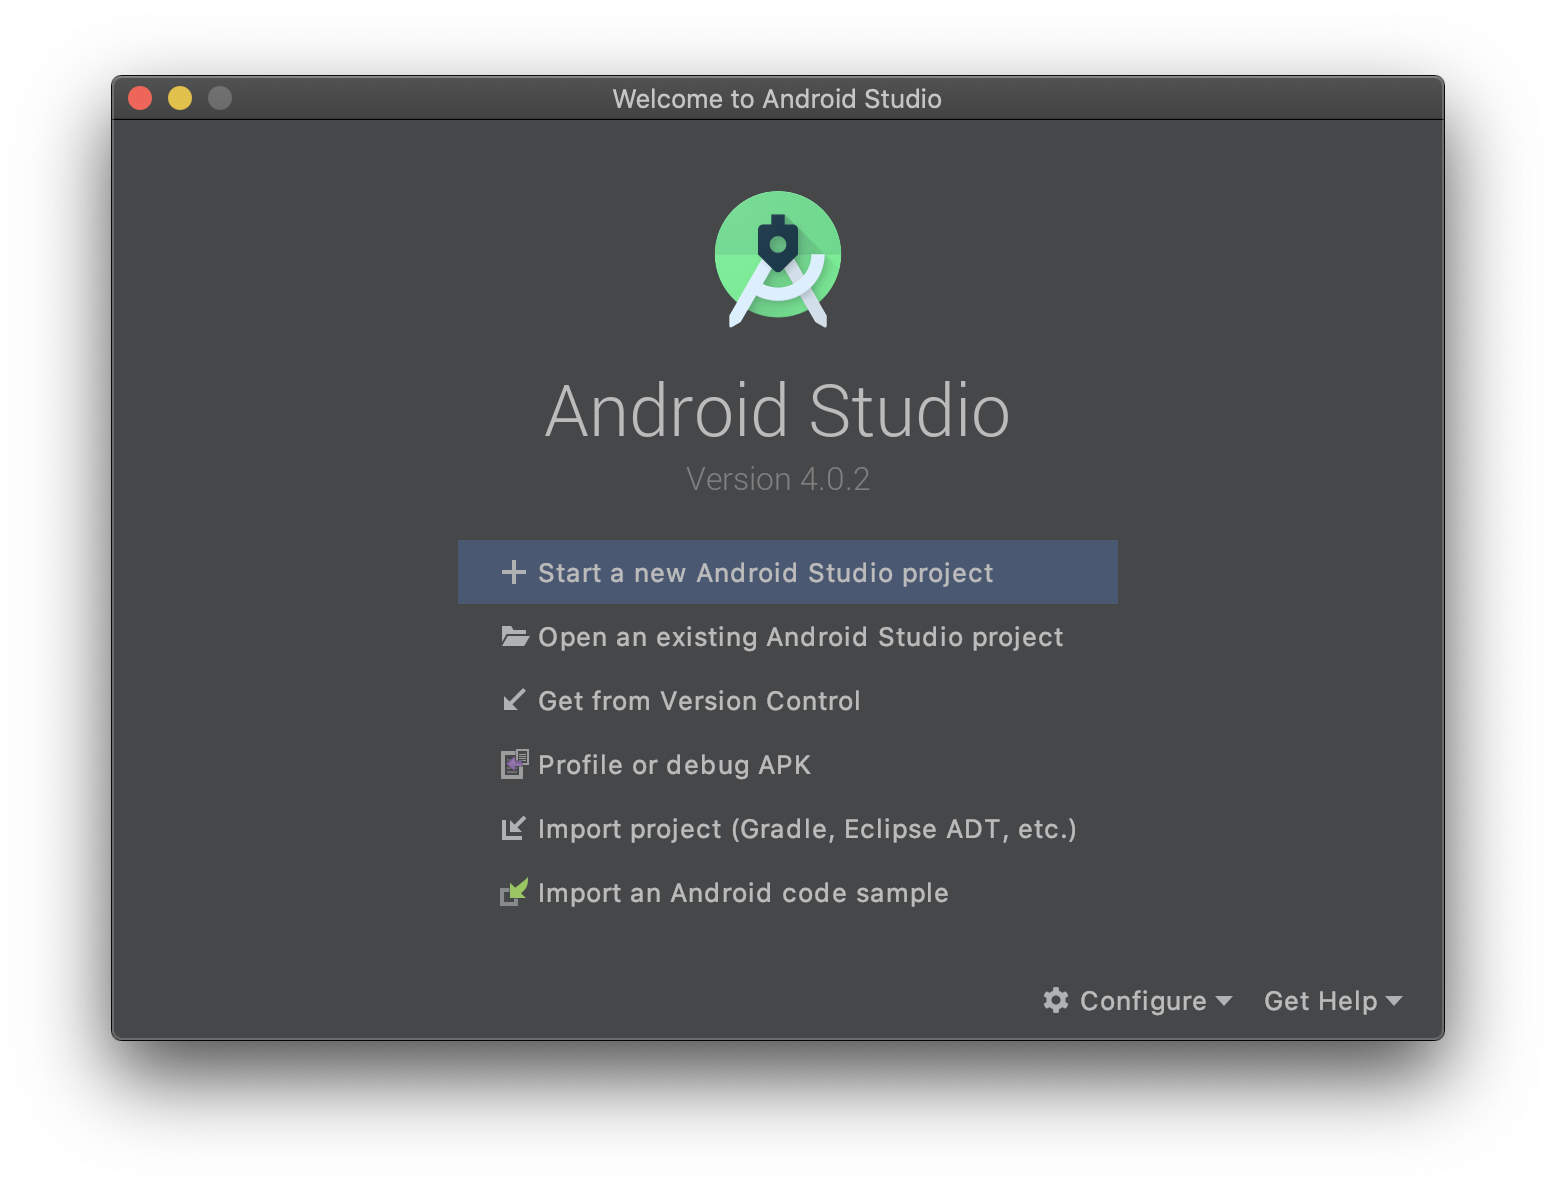 Welcome to Android Studio
Android Studio
Version 4.0.2
Start a new Android Studio project
Open an existing Android Studio project
Get from Version Control
Profile or debug APK
Import project (Gradle, Eclipse ADT, etc.)
Import an Android code sample
Configure
Get Help